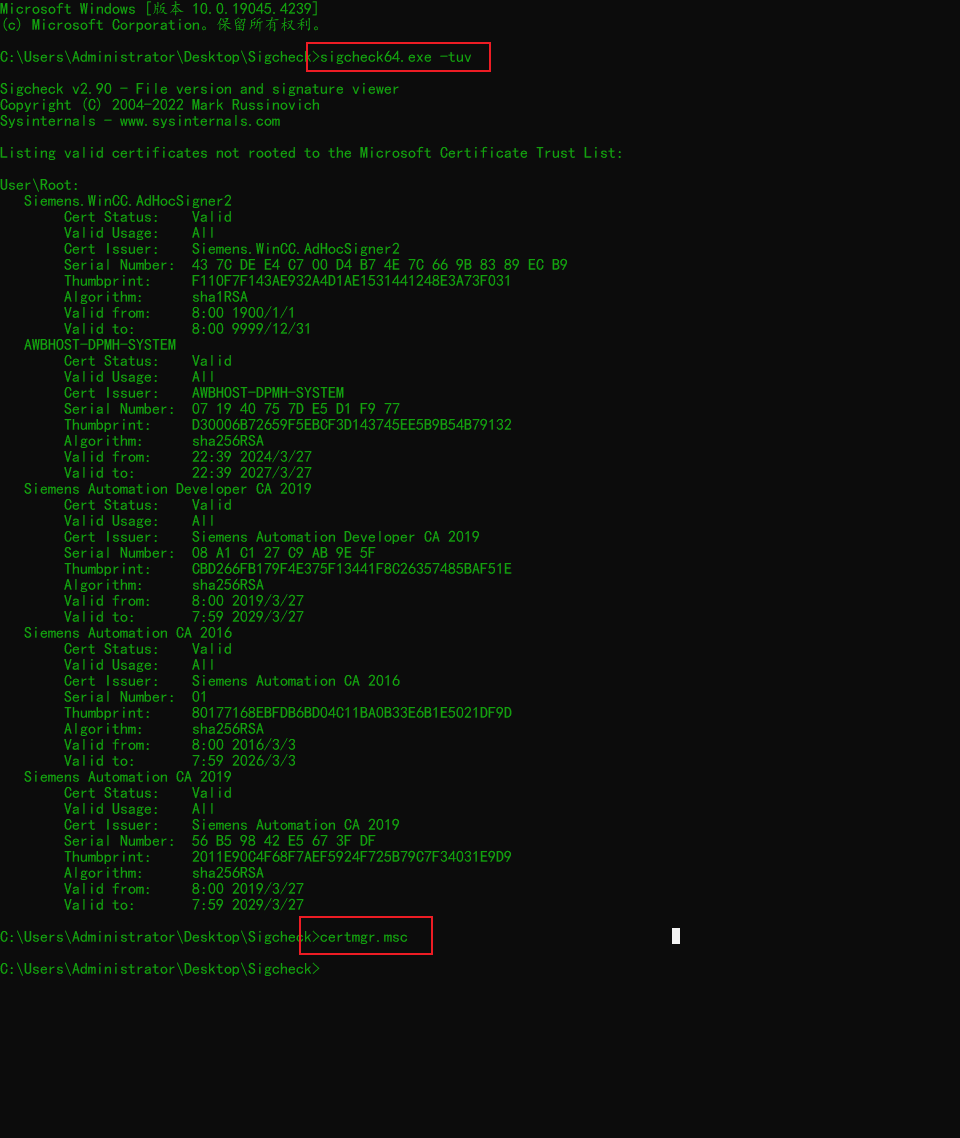 Microsoft Windows [版本 10.0.19045.4239]
(c) Microsoft Corporation。保留所有权利。
C:\Users\Administrator\Desktop\Sigcheck>sigcheck64.exe -tuv
Sigcheck v2.90 - File version and signature viewer
Copyright (C) 2004-2022 Mark Russinovich
Sysinternals - www.sysinternals.com
Listing valid certificates not rooted to the Microsoft Certificate Trust List:
User\Root:
Siemens.WinCC.AdHocSigner2
Cert Status: Valid
Valid Usage: All
Cert Issuer: Siemens.WinCC.AdHocSigner2
Serial Number: 43 7C DE E4 C7 00 D4 B7 4E 7C 66 9B 83 89 EC B9
Thumbprint: F110F7F143AE932A4D1AE1531441248E3A73F031
Algorithm: sha1RSA
Valid from: 8:00 1900/1/1
Valid to: 8:00 9999/12/31
AWBHOST-DPMH-SYSTEM
Cert Status: Valid
Valid Usage: All
Cert Issuer: AWBHOST-DPMH-SYSTEM
Serial Number: 07 19 40 75 7D E5 D1 F9 77
Thumbprint: D30006B72659F5EBCF3D143745EE5B9B54B79132
Algorithm: sha256RSA
Valid from: 22:39 2024/3/27
Valid to: 22:39 2027/3/27
Siemens Automation Developer CA 2019
Cert Status: Valid
Valid Usage: All
Cert Issuer: Siemens Automation Developer CA 2019
Serial Number: 08 A1 C1 27 C9 AB 9E 5F
Thumbprint: CBD266FB179F4E375F13441F8C26357485BAF51E
Algorithm: sha256RSA
Valid from: 8:00 2019/3/27
Valid to: 7:59 2029/3/27
Siemens Automation CA 2016
Cert Status: Valid
Valid Usage: All
Cert Issuer: Siemens Automation CA 2016
Serial Number: 01
Thumbprint: 80177168EBFDB6BD04C11BA0B33E6B1E5021DF9D
Algorithm: sha256RSA
Valid from: 8:00 2016/3/3
Valid to: 7:59 2026/3/3
Siemens Automation CA 2019
Cert Status: Valid
Valid Usage: All
Cert Issuer: Siemens Automation CA 2019
Serial Number: 56 B5 98 42 E5 67 3F DF
Thumbprint: 2011E90C4F68F7AEF5924F725B79C7F34031E9D9
Algorithm: sha256RSA
Valid from: 8:00 2019/3/27
Valid to: 7:59 2029/3/27
C:\Users\Administrator\Desktop\Sigcheck>certmgr.msc
C:\Users\Administrator\Desktop\Sigcheck>